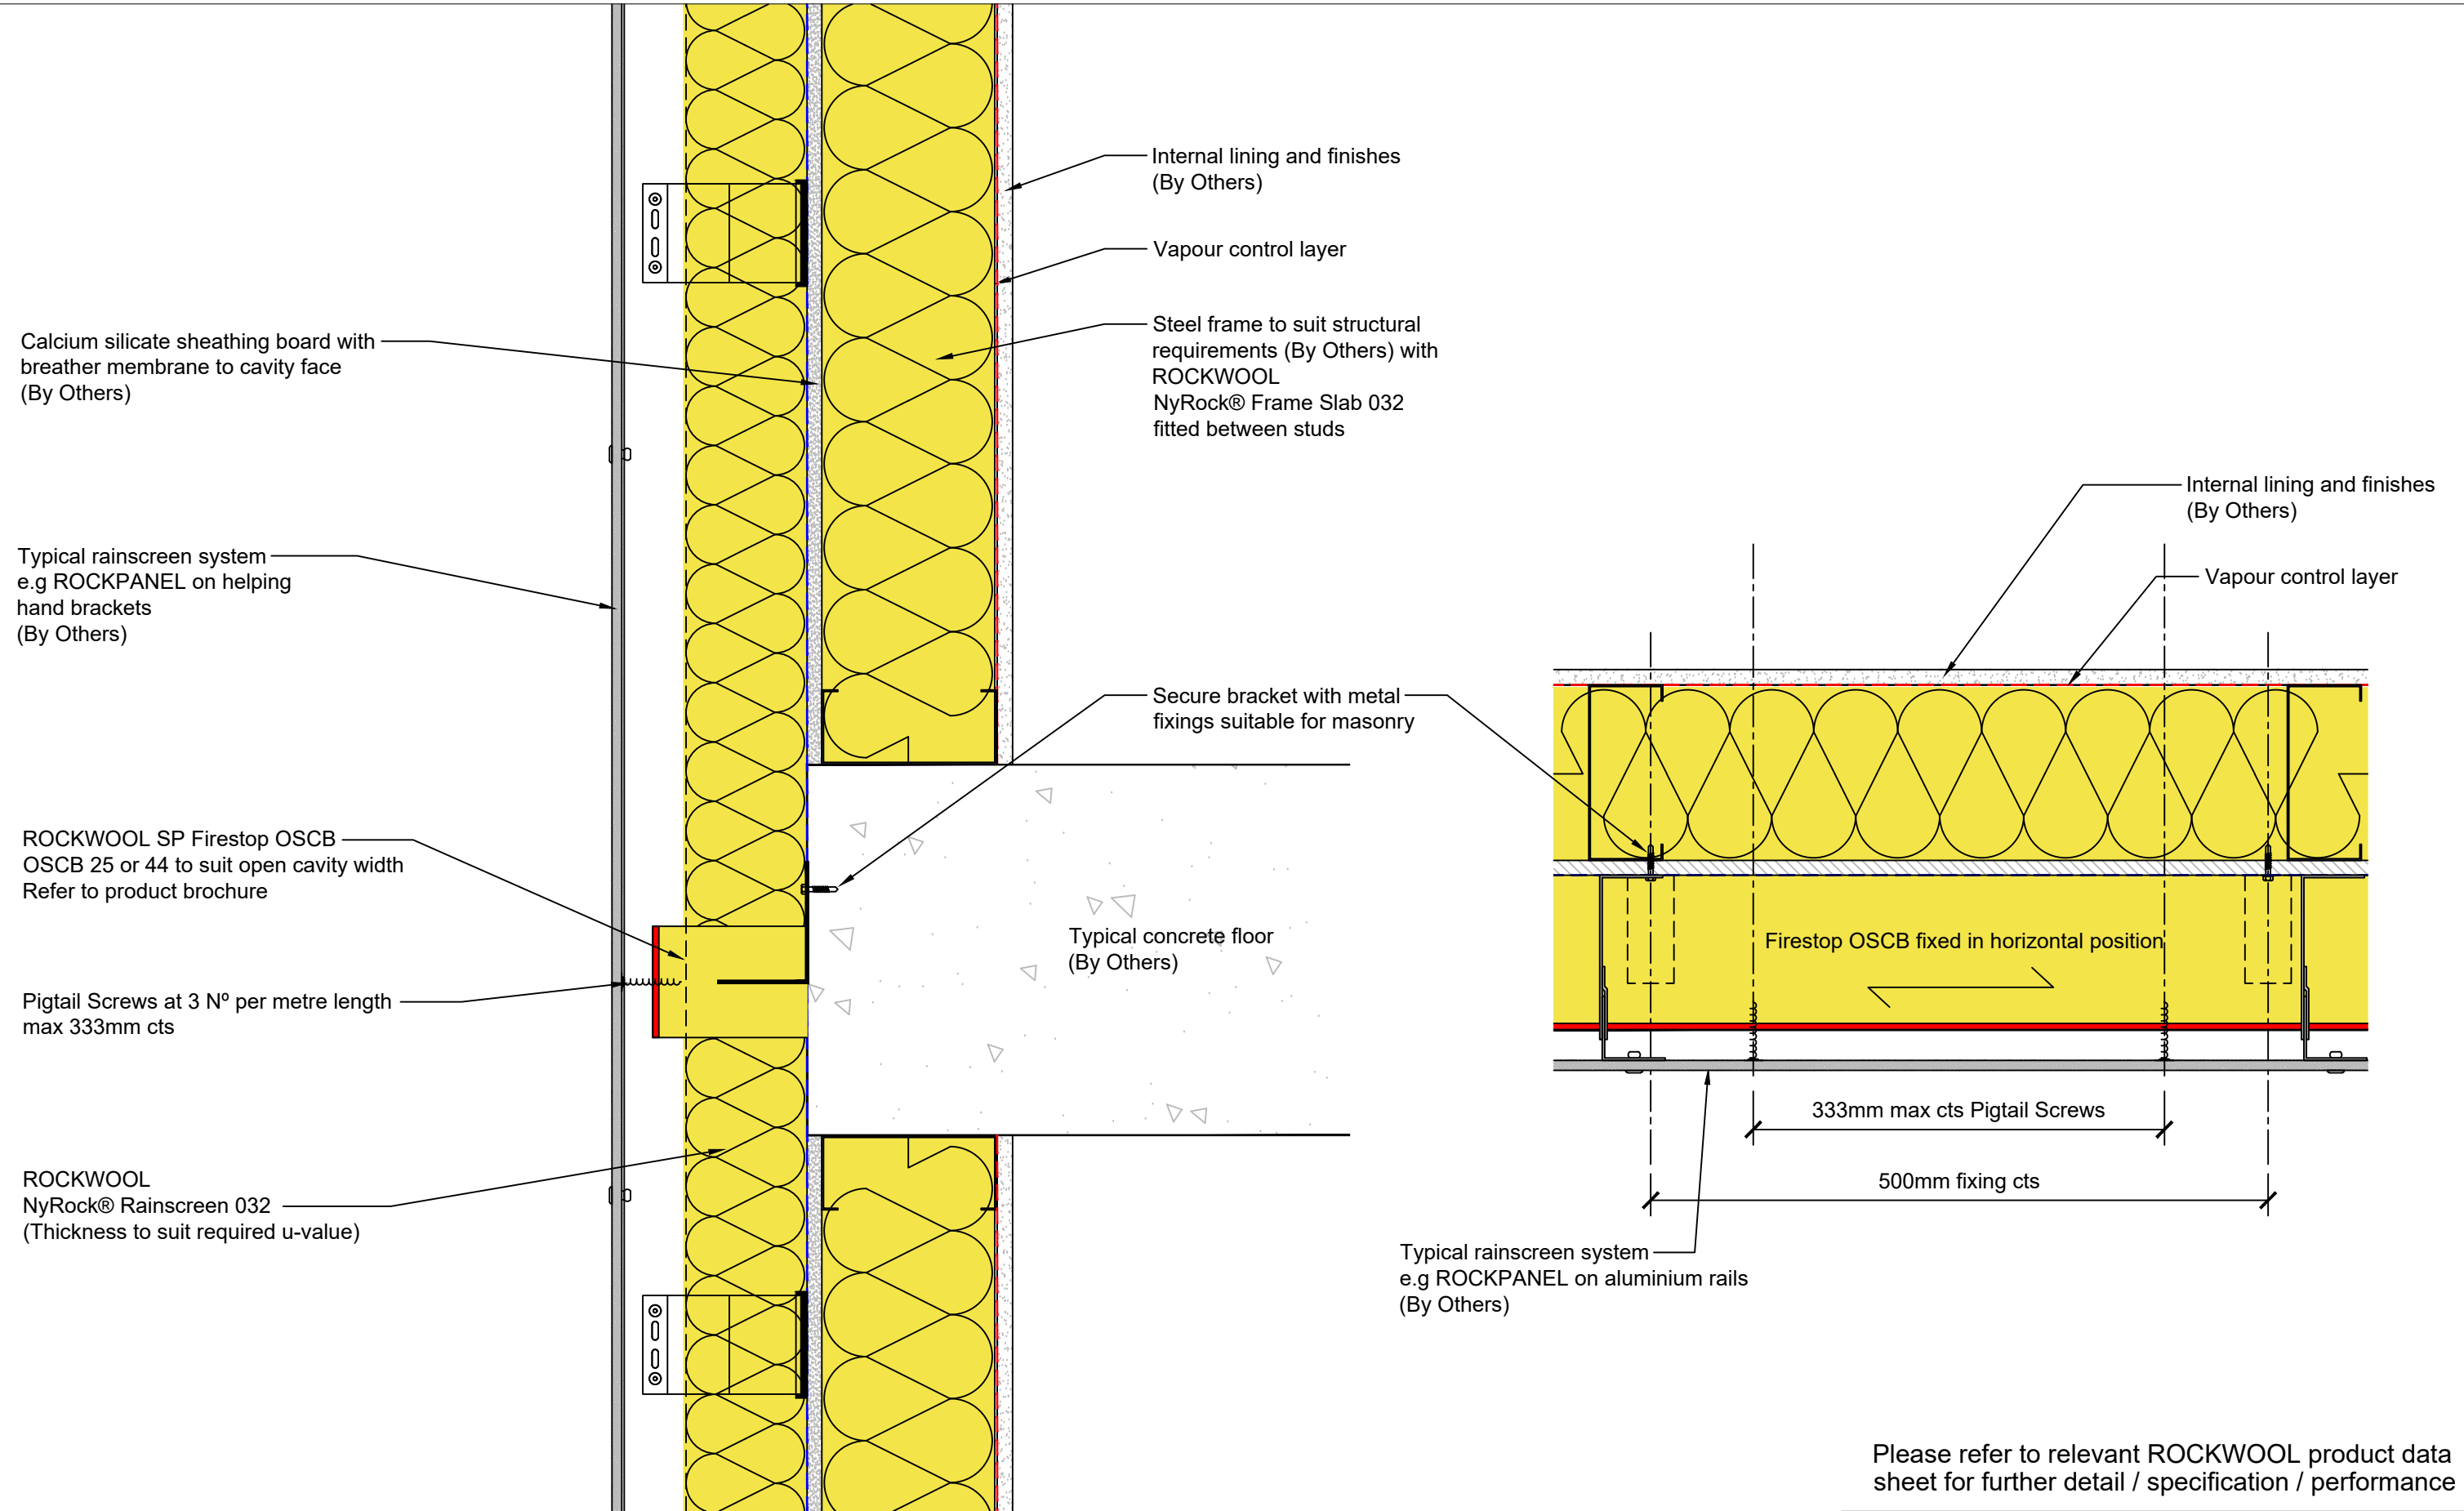 Internal lining and finishes
(By Others)
Vapour control layer
Steel frame to suit structural
requirements (By Others) with
ROCKWOOL
NyRock® Frame Slab 032
fitted between studs
Calcium silicate sheathing board with
breather membrane to cavity face
(By Others)
Typical rainscreen system
e.g ROCKPANEL on helping
hand brackets
(By Others)
Secure bracket with metal
fixings suitable for masonry
ROCKWOOL SP Firestop OSCB
OSCB 25 or 44 to suit open cavity width
Refer to product brochure
Typical concrete floor
(By Others)
Pigtail Screws at 3 Nº per metre length
max 333mm cts
ROCKWOOL
NyRock® Rainscreen 032
(Thickness to suit required u-value)
Internal lining and finishes
(By Others)
Vapour control layer
Firestop OSCB fixed in horizontal position
333mm max cts Pigtail Screws
500mm fixing cts
Typical rainscreen system
e.g ROCKPANEL on aluminium rails
(By Others)
Please refer to relevant ROCKWOOL product data
sheet for further detail / specification / performance